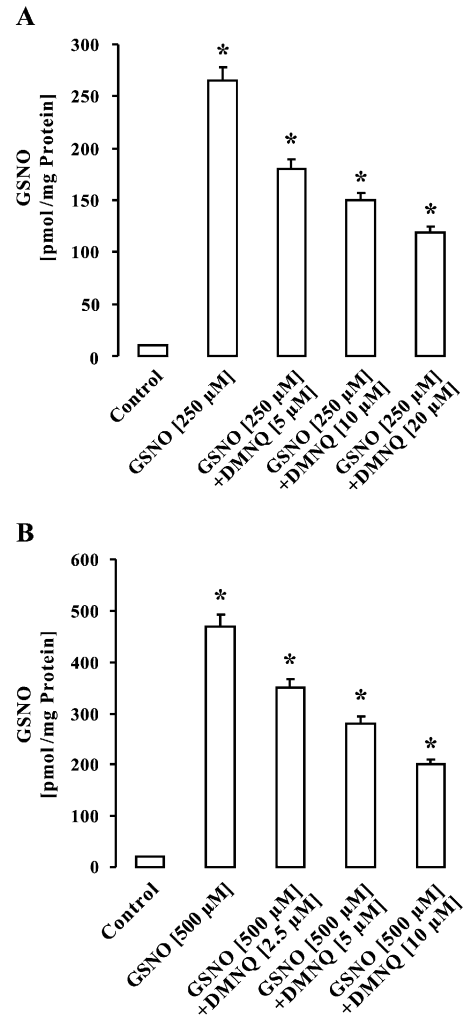 A
GSNO
[pmol/mg Protein]
300
250
200
150
100
50
0
*
*
*
*
Control
GSNO [250 µM]
GSNO [250 µM]
+DMNQ [5 µM]
GSNO [250 µM]
+DMNQ [10 µM]
GSNO [250 µM]
+DMNQ [20 µM]
B
GSNO
[pmol/mg Protein]
600
500
400
300
200
100
0
*
*
*
*
Control
GSNO [500 µM]
GSNO [500 µM]
+DMNQ [2.5 µM]
GSNO [500 µM]
+DMNQ [5 µM]
GSNO [500 µM]
+DMNQ [10 µM]